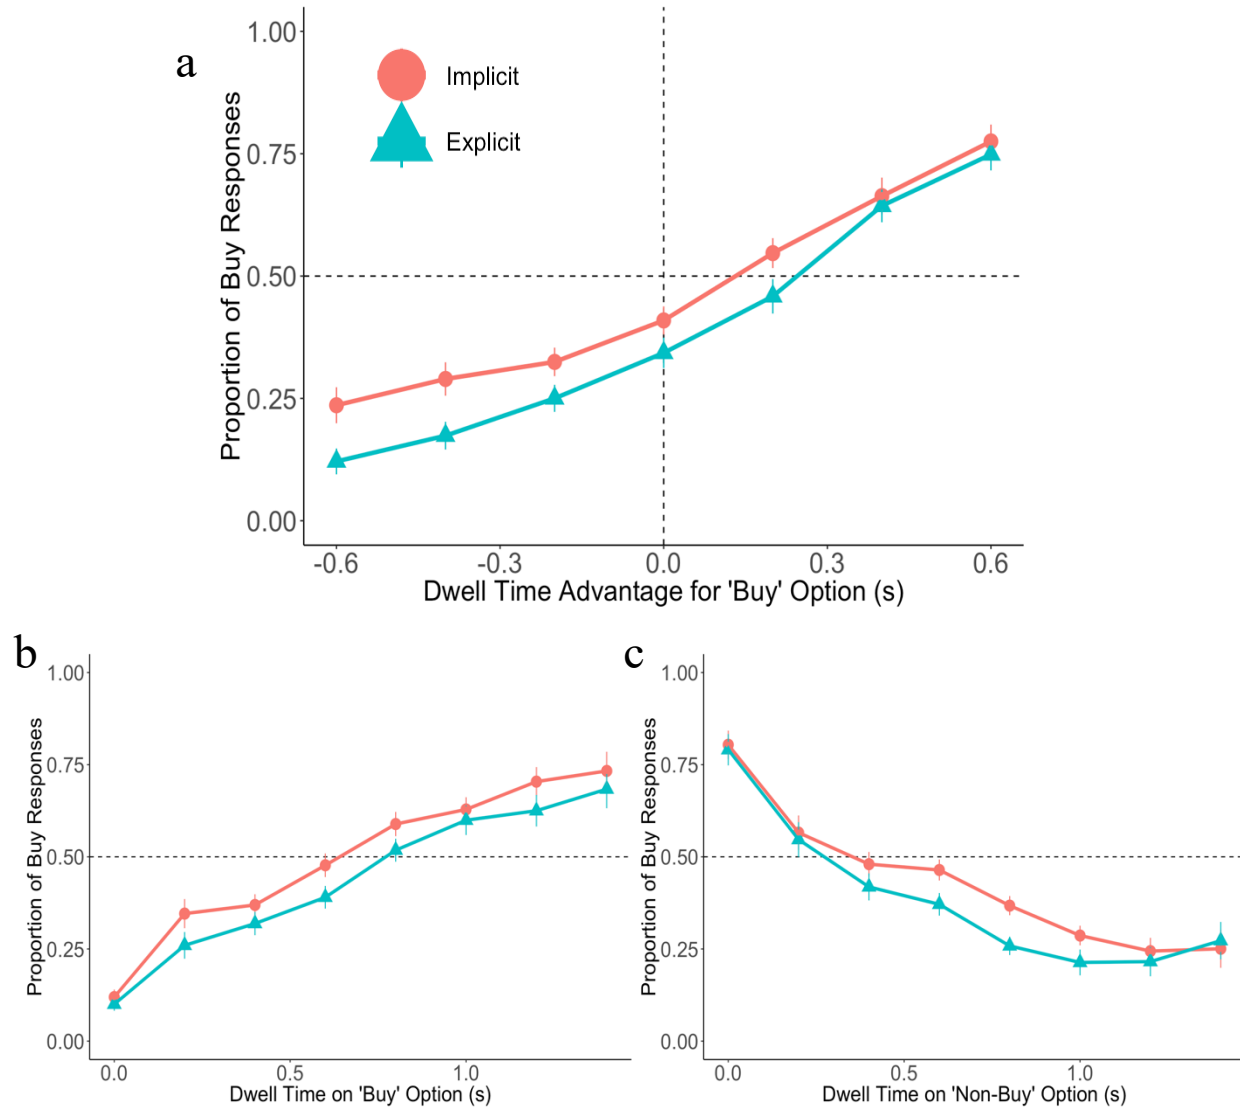 a
Implicit
Explicit
Proportion of Buy Responses
1.00
0.75
0.50
0.25
0.00
-0.6
-0.3
0.0
0.3
0.6
Dwell Time Advantage for 'Buy' Option (s)
b
Proportion of Buy Responses
1.00
0.75
0.50
0.25
0.00
0.0
0.5
1.0
Dwell Time on 'Buy' Option (s)
c
Proportion of Buy Responses
1.00
0.75
0.50
0.25
0.00
0.0
0.5
1.0
Dwell Time on 'Non-Buy' Option (s)